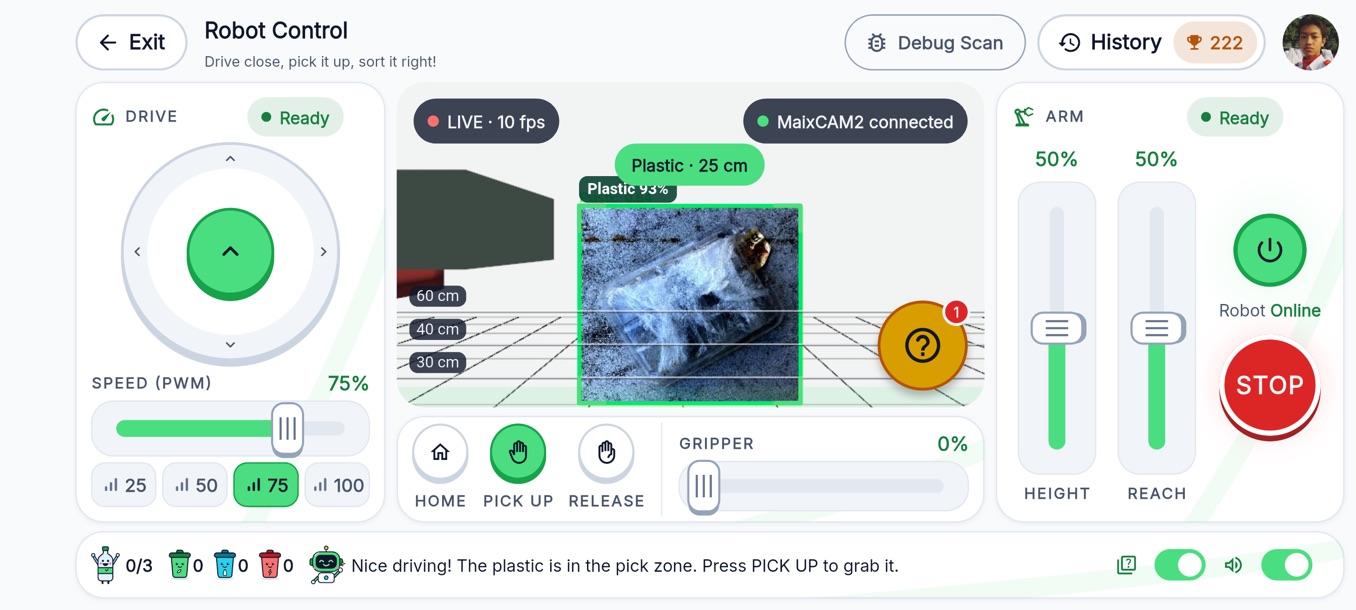 Exit
Robot Control
Drive close, pick it up, sort it right!
Debug Scan
History
222
DRIVE
Ready
SPEED (PWM)
75%
25
50
75
100
LIVE · 10 fps
MaixCAM2 connected
Plastic · 25 cm
Plastic 93%
60 cm
40 cm
30 cm
?
1
HOME
PICK UP
RELEASE
GRIPPER
0%
ARM
Ready
50%
50%
HEIGHT
REACH
Robot Online
STOP
0/3
0
0
0
Nice driving! The plastic is in the pick zone. Press PICK UP to grab it.